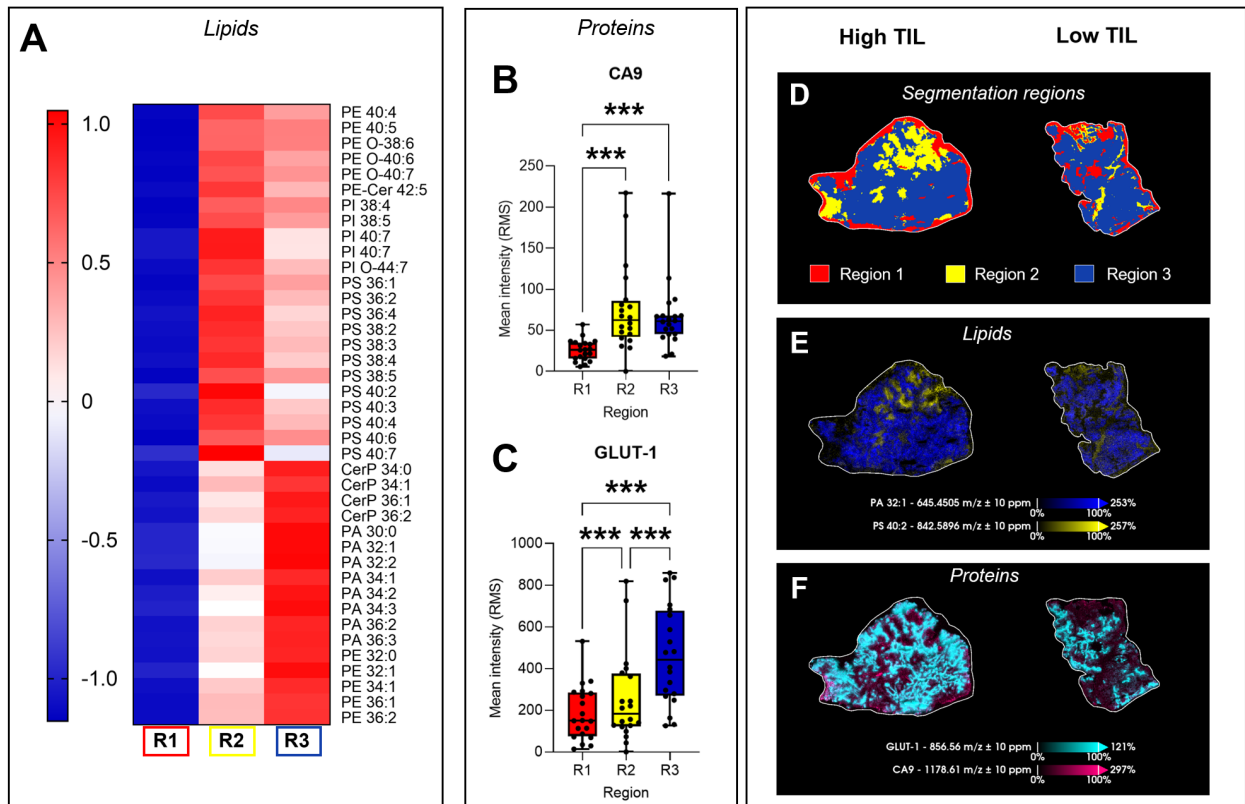 A
Lipids
1.0
0.5
0
-0.5
-1.0
PE 40:4
PE 40:5
PE O-38:6
PE O-40:6
PE O-40:7
PE-Cer 42:5
PI 38:4
PI 38:5
PI 40:7
PI 40:7
PI O-44:7
PS 36:1
PS 36:2
PS 36:4
PS 38:2
PS 38:3
PS 38:4
PS 38:5
PS 40:2
PS 40:3
PS 40:4
PS 40:6
PS 40:7
CerP 34:0
CerP 34:1
CerP 36:1
CerP 36:2
PA 30:0
PA 32:1
PA 32:2
PA 34:1
PA 34:2
PA 34:3
PA 36:2
PA 36:3
PE 32:0
PE 32:1
PE 34:1
PE 36:1
PE 36:2
R1 R2 R3
Proteins
B
CA9
***
***
250
200
150
100
50
0
Mean intensity (RMS)
R1 R2 R3
Region
C
GLUT-1
***
*** ***
1000
800
600
400
200
0
Mean intensity (RMS)
R1 R2 R3
Region
High TIL Low TIL
D
Segmentation regions
Region 1 Region 2 Region 3
E
Lipids
PA 32:1 - 645.4505 m/z ± 10 ppm 253%
0% 100%
PS 40:2 - 842.5896 m/z ± 10 ppm 257%
0% 100%
F
Proteins
GLUT-1 - 856.56 m/z ± 10 ppm 121%
0% 100%
CA9 - 1178.61 m/z ± 10 ppm 297%
0% 100%